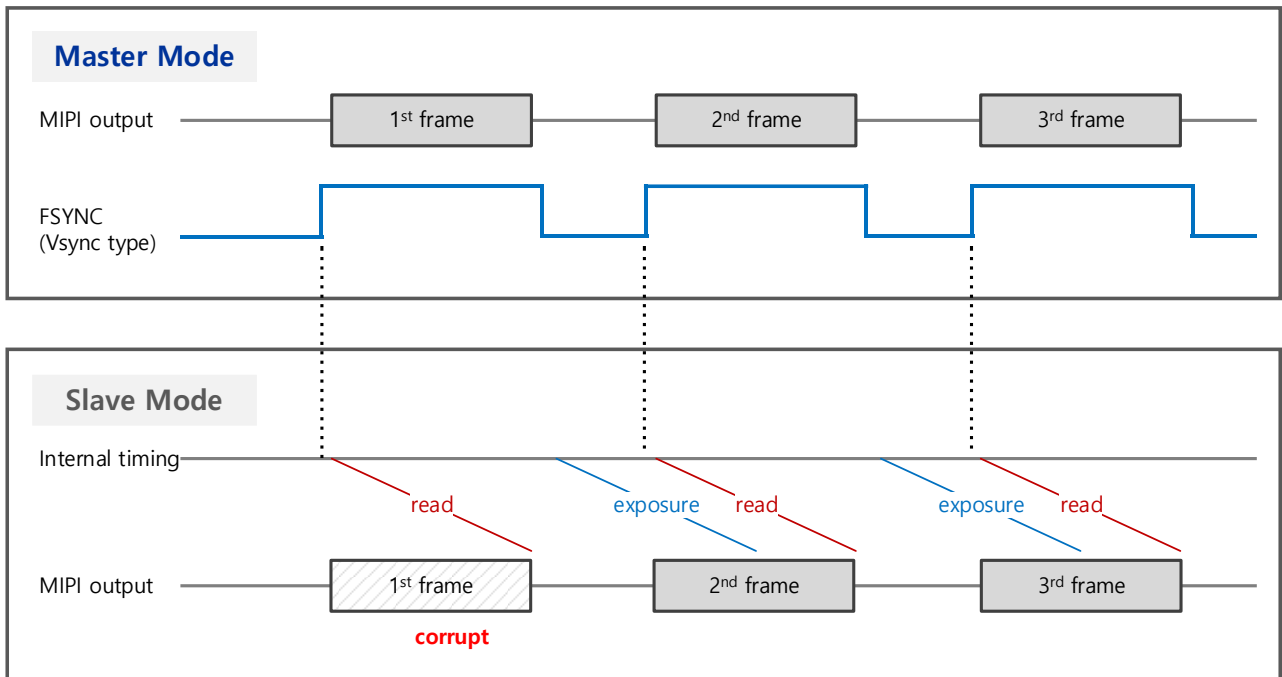 Master Mode
MIPI output
1st frame
2nd frame
3rd frame
FSYNC
(Vsync type)
Slave Mode
Internal timing
read
exposure
read
exposure
read
MIPI output
1st frame
2nd frame
3rd frame
corrupt